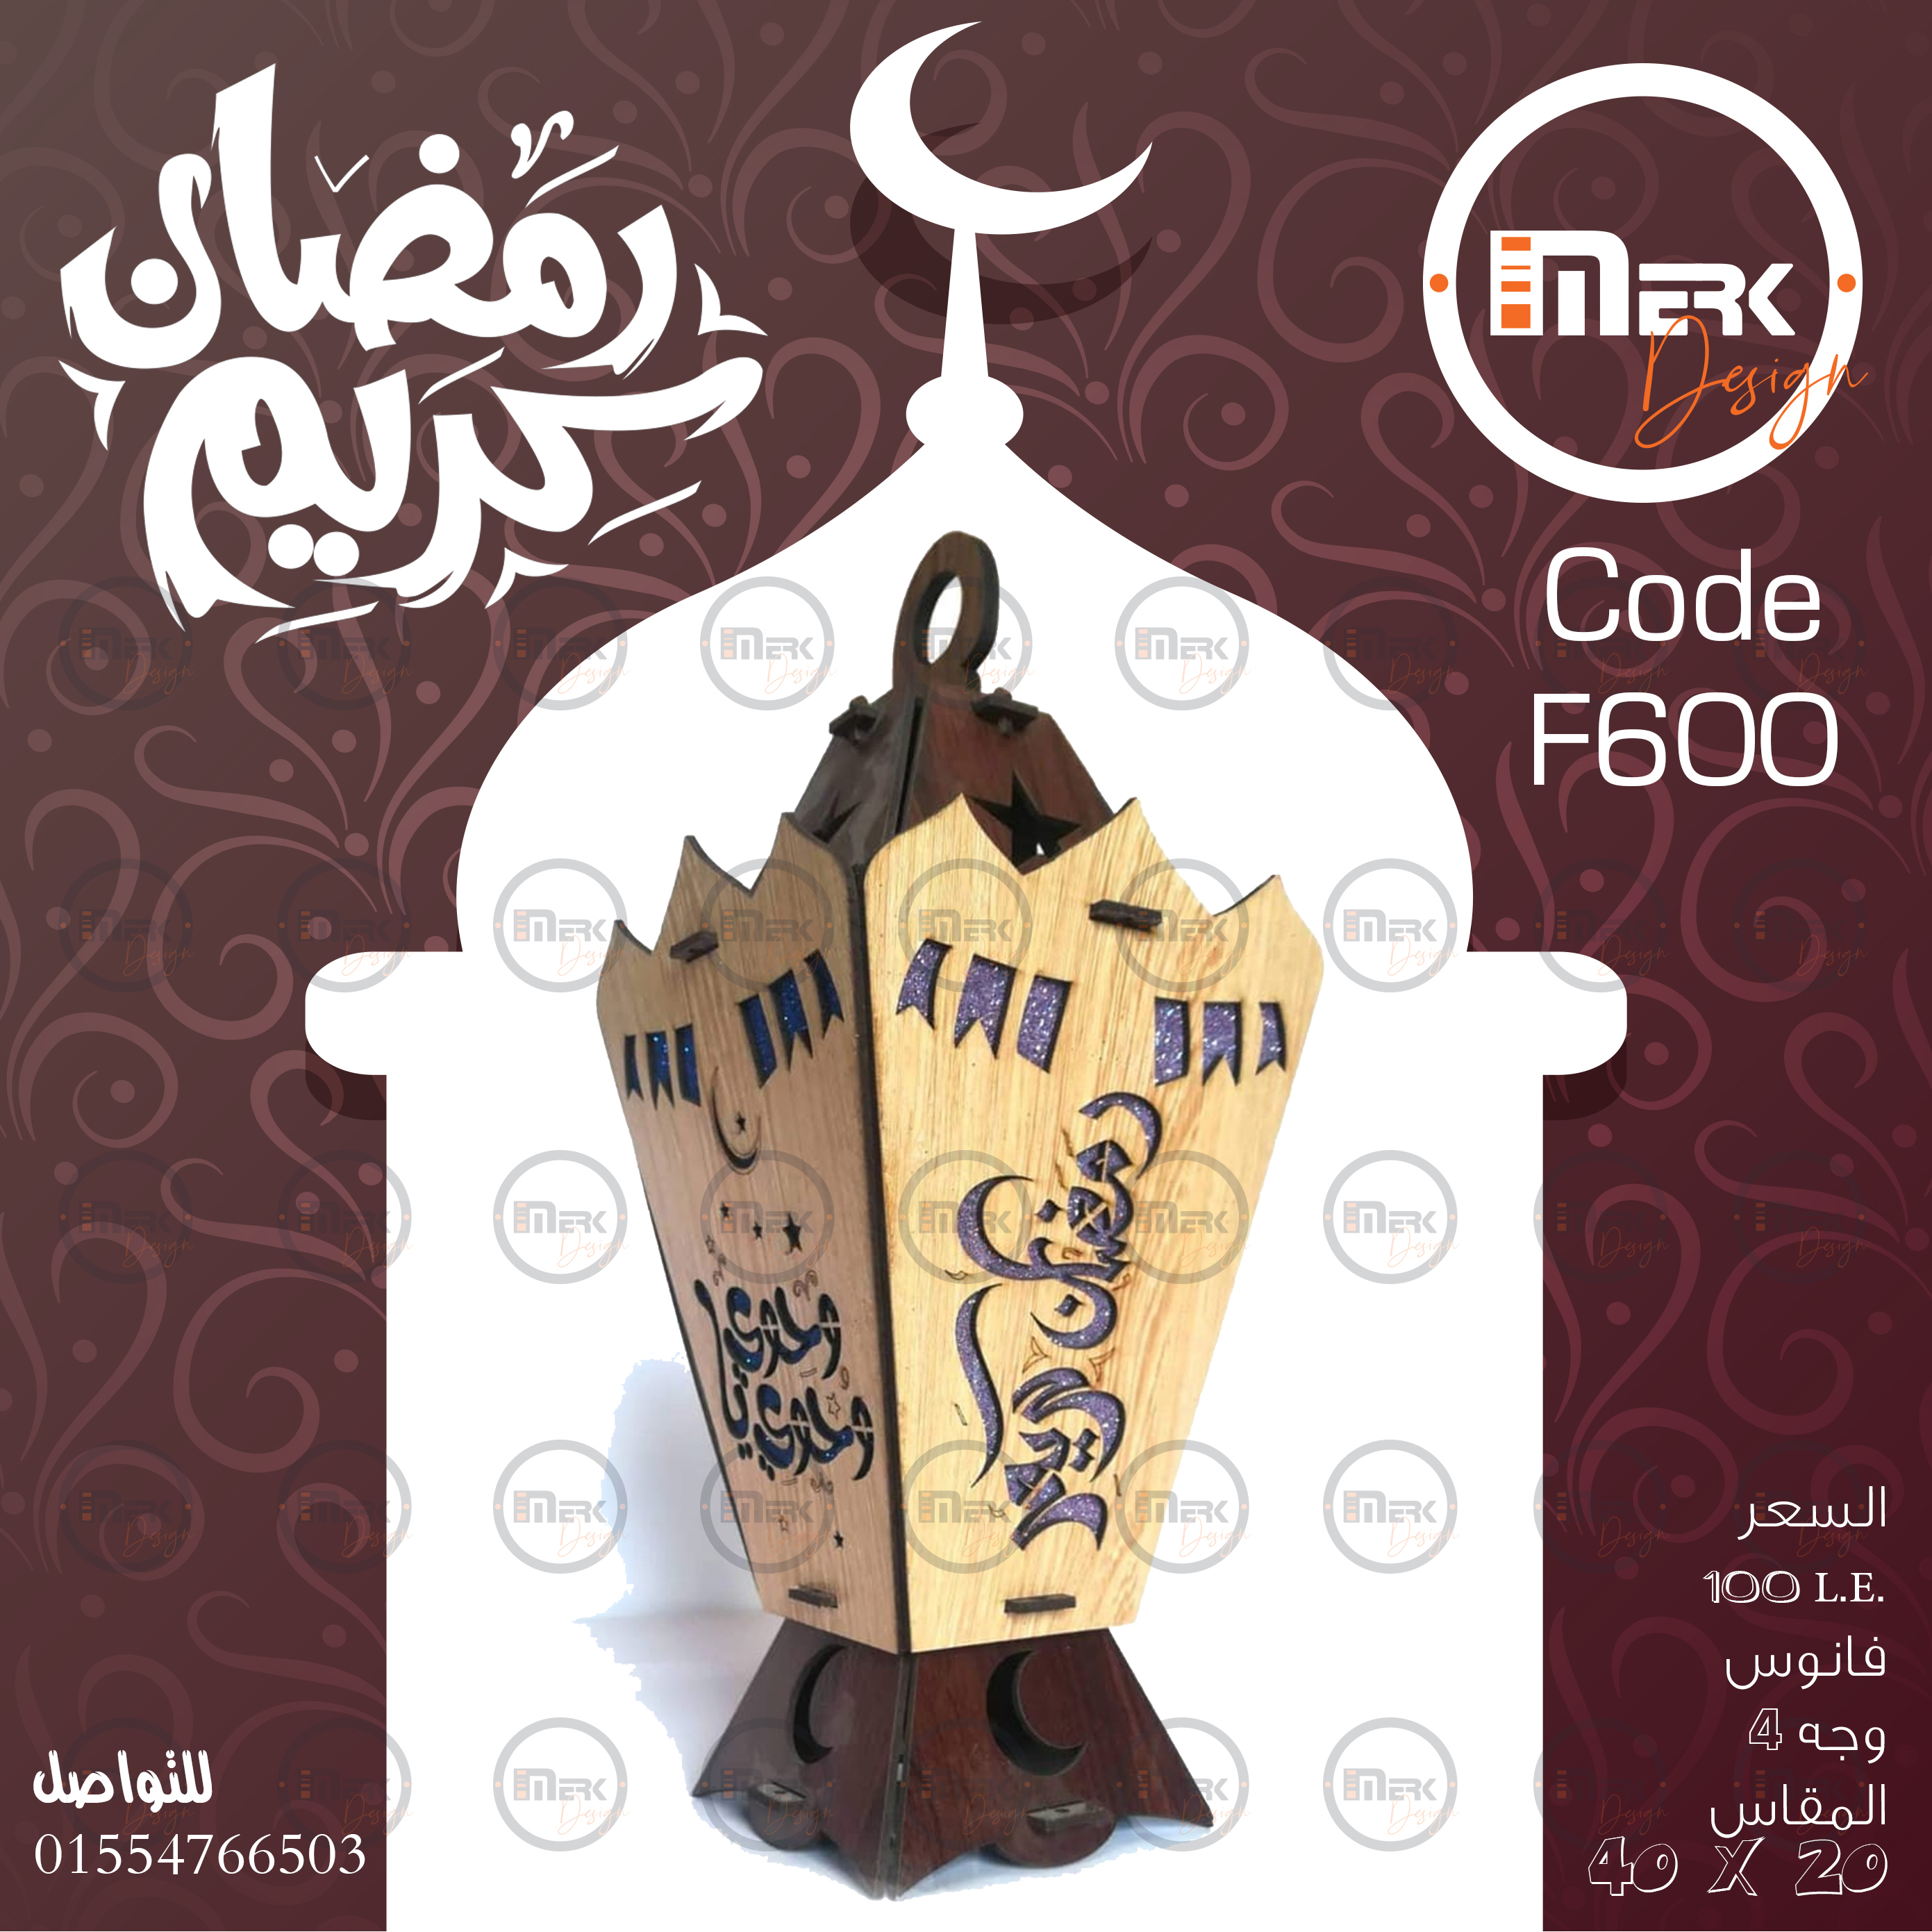 رمضان
كريم
MERK
Design
Code
F600
رمضان
كريم
وحوي
يا وحوي
السعر
100 L.E.
فانوس
4 وجه
المقاس
40 X 20
للتواصل
01554766503